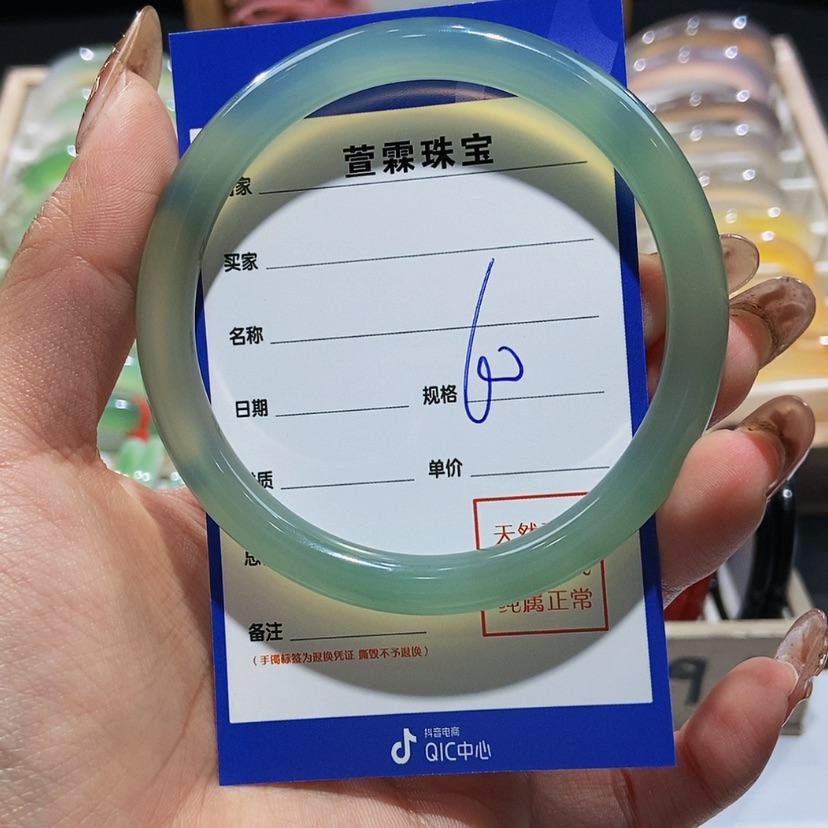 萱霖珠宝
家
买家
名称
日期
规格 60
质
单价
天然
备注
纯属正常
(手镯标签为退换凭证 撕毁不予退换)
抖音电商
QIC中心
9